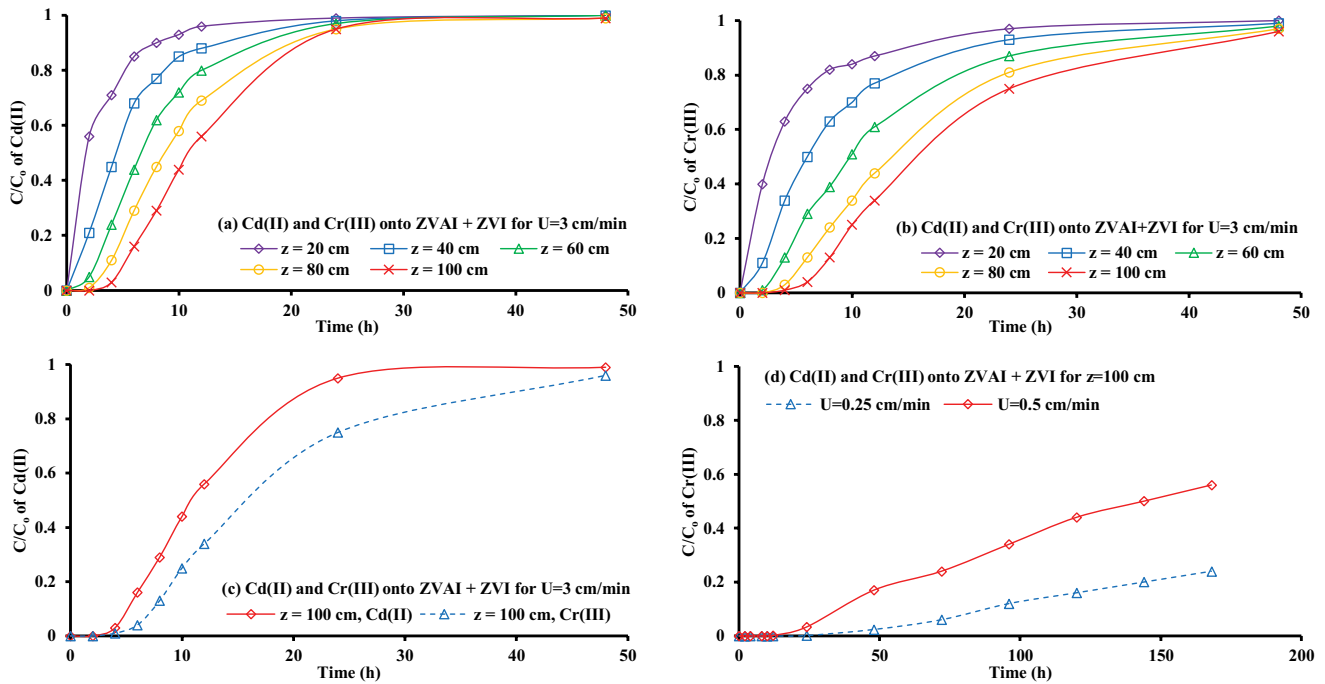 1
0.8
0.6
0.4
0.2
0
C/Co of Cd(II)
(a) Cd(II) and Cr(III) onto ZVAI + ZVI for U=3 cm/min
z = 20 cm z = 40 cm z = 60 cm
z = 80 cm z = 100 cm
0 10 20 30 40 50
Time (h)
1
0.8
0.6
0.4
0.2
0
C/Co of Cr(III)
(b) Cd(II) and Cr(III) onto ZVAI+ZVI for U=3 cm/min
z = 20 cm z = 40 cm z = 60 cm
z = 80 cm z = 100 cm
0 10 20 30 40 50
Time (h)
1
0.8
0.6
0.4
0.2
0
C/Co of Cd(II)
(c) Cd(II) and Cr(III) onto ZVAI + ZVI for U=3 cm/min
z = 100 cm, Cd(II) z = 100 cm, Cr(III)
0 10 20 30 40 50
Time (h)
(d) Cd(II) and Cr(III) onto ZVAI + ZVI for z=100 cm
U=0.25 cm/min U=0.5 cm/min
1
0.8
0.6
0.4
0.2
0
C/Co of Cr(III)
0 50 100 150 200
Time (h)